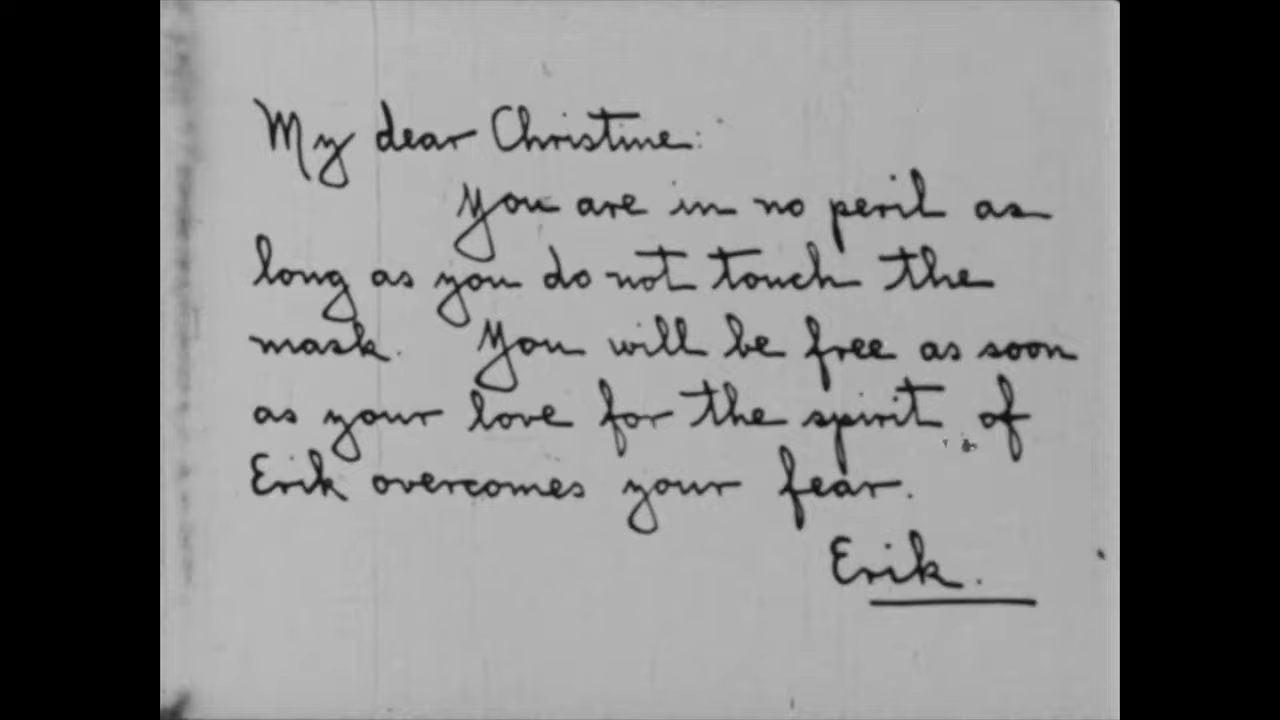 My dear Christine:
You are in no peril as
long as you do not touch the
mask. You will be free as soon
as your love for the spirit of
Erik overcomes your fear.
Erik.